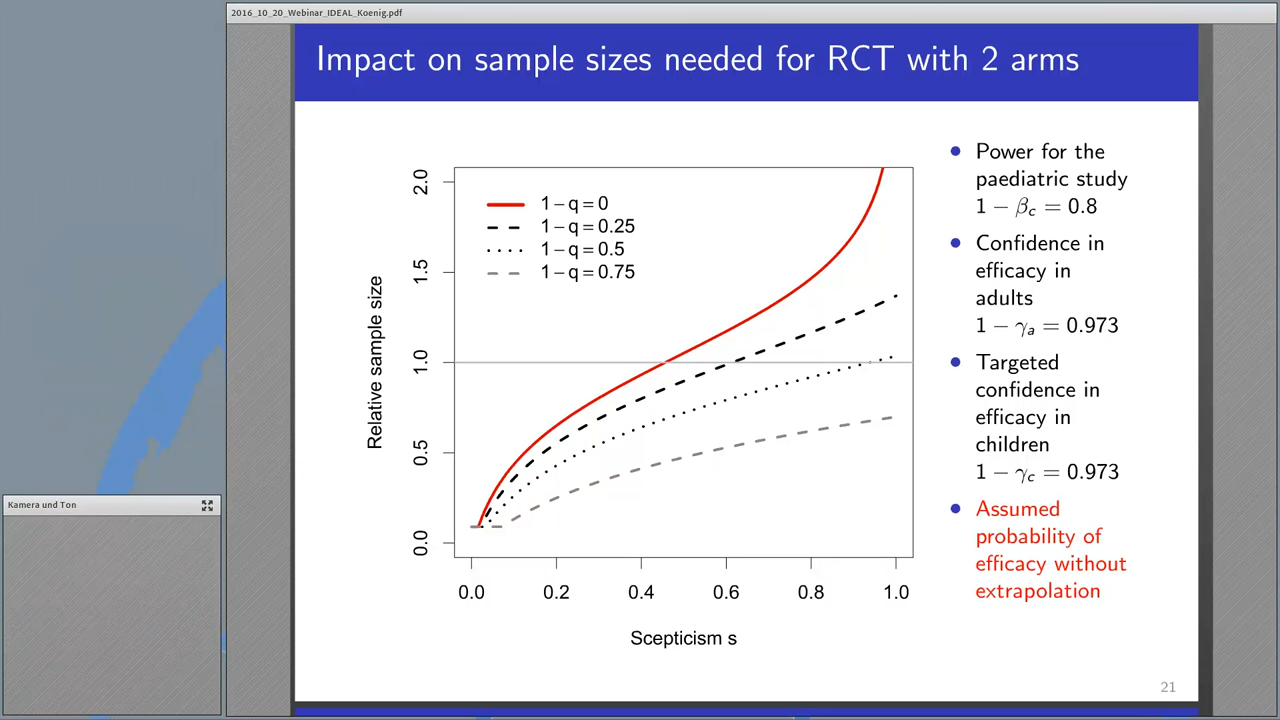 2016_10_20_Webinar_IDEAL_Koenig.pdf
Impact on sample sizes needed for RCT with 2 arms
Relative sample size
2.0
1.5
1.0
0.5
0.0
1 − q = 0
1 − q = 0.25
1 − q = 0.5
1 − q = 0.75
0.0 0.2 0.4 0.6 0.8 1.0
Scepticism s
• Power for the
paediatric study
1 − β_c = 0.8
• Confidence in
efficacy in
adults
1 − γ_a = 0.973
• Targeted
confidence in
efficacy in
children
1 − γ_c = 0.973
• Assumed
probability of
efficacy without
extrapolation
21
Kamera und Ton